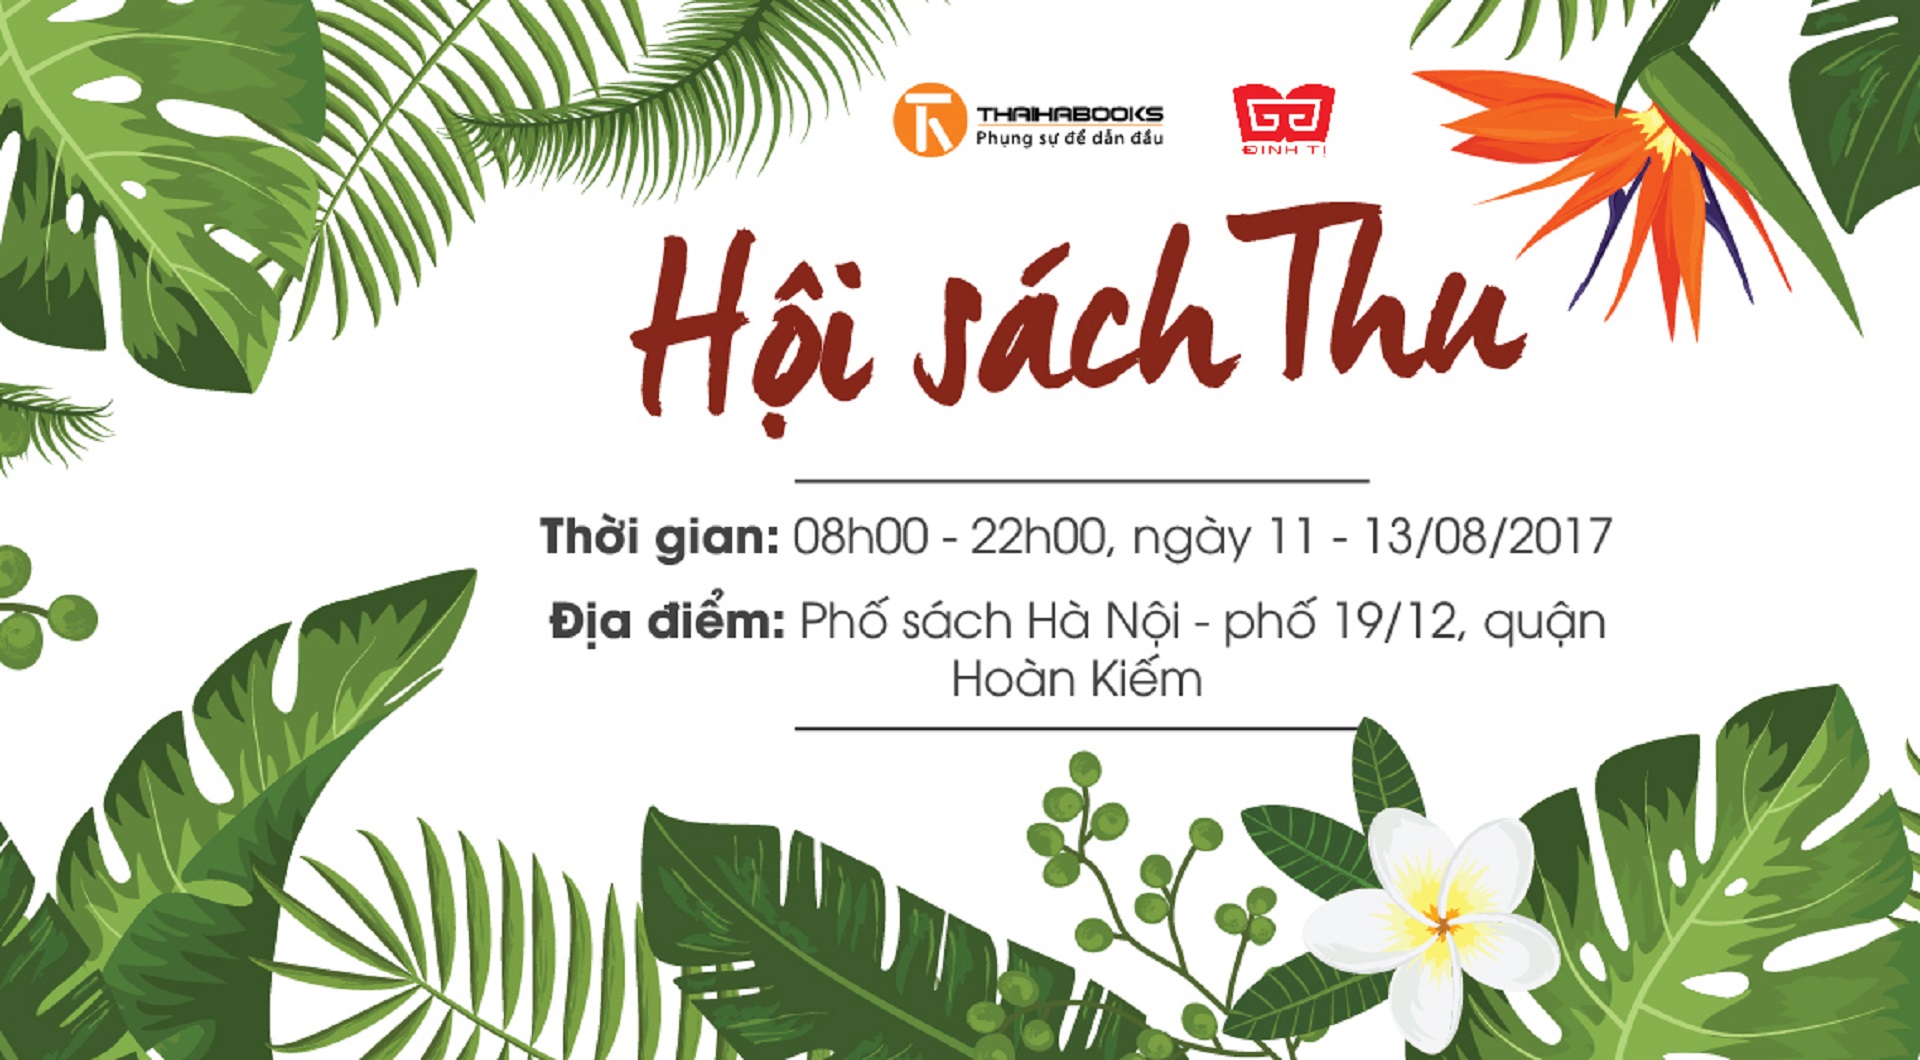 THAIHABOOKS
Phụng sự để dẫn đầu
ĐINH TỊ
Hội sách Thu
Thời gian: 08h00 - 22h00, ngày 11 - 13/08/2017
Địa điểm: Phố sách Hà Nội - phố 19/12, quận
Hoàn Kiếm